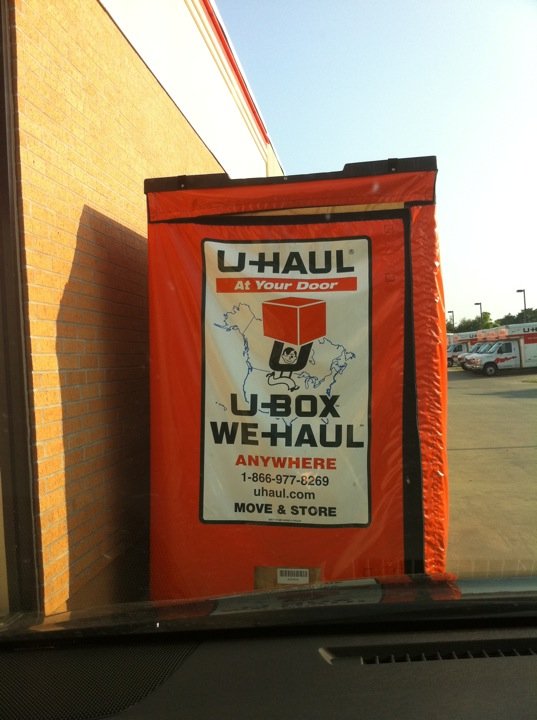 U-HAUL®
At Your Door
U
U-BOX
WE-HAUL
ANYWHERE
1-866-977-8269
uhaul.com
MOVE & STORE